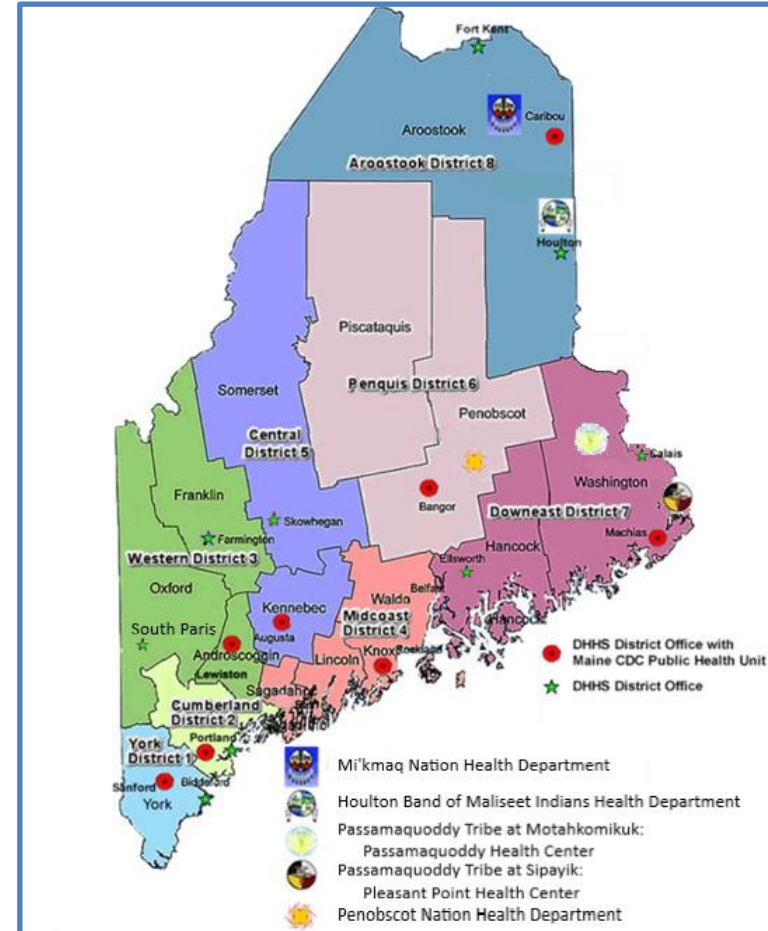 Fort Kent
Caribou
Aroostook
Aroostook District 8
Houlton
Piscataquis
Somerset
Penquis District 6
Penobscot
Central
District 5
Calais
Washington
Franklin
Skowhegan
Bangor
Downeast District 7
Machias
Farmington
Hancock
Western District 3
Ellsworth
Oxford
Waldo
Belfast
Kennebec
Midcoast
District 4
Hancock
South Paris
Augusta
Androscoggin
Knox
Rockland
Lincoln
Lewiston
Sagadahoc
DHHS District Office with
Maine CDC Public Health Unit
DHHS District Office
Cumberland
District 2
Portland
York
District 1
Sanford
Biddeford
York
Mi'kmaq Nation Health Department
Houlton Band of Maliseet Indians Health Department
Passamaquoddy Tribe at Motahkomikuk:
Passamaquoddy Health Center
Passamaquoddy Tribe at Sipayik:
Pleasant Point Health Center
Penobscot Nation Health Department